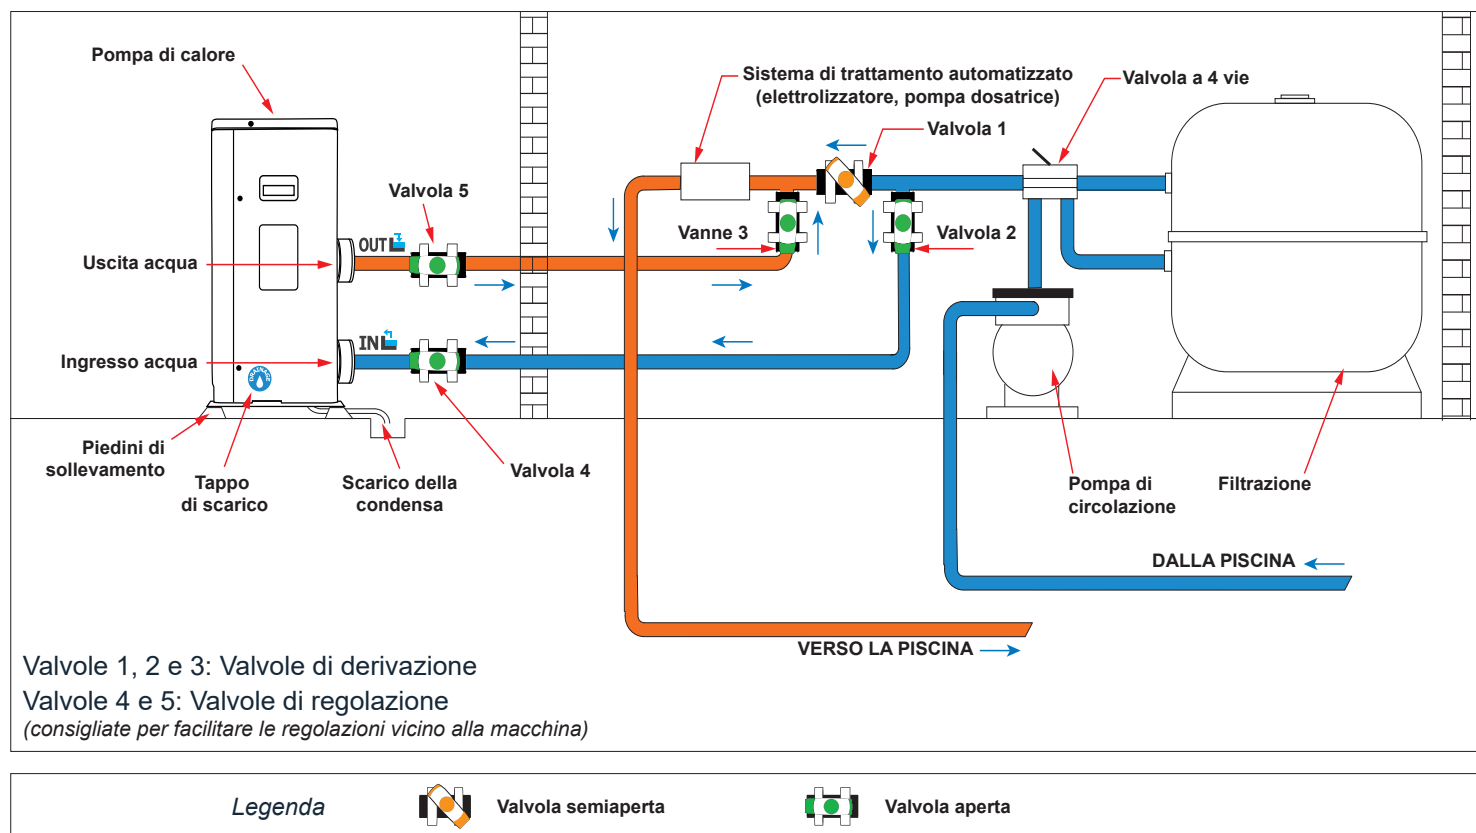 Pompa di calore
Sistema di trattamento automatizzato
(elettrolizzatore, pompa dosatrice)
Valvola a 4 vie
Valvola 1
Valvola 5
Vanne 3
Valvola 2
OUT
Uscita acqua
IN
Ingresso acqua
DRAINAGE
Piedini di
sollevamento
Tappo
di scarico
Scarico della
condensa
Valvola 4
Pompa di
circolazione
Filtrazione
DALLA PISCINA
VERSO LA PISCINA
Valvole 1, 2 e 3: Valvole di derivazione
Valvole 4 e 5: Valvole di regolazione
(consigliate per facilitare le regolazioni vicino alla macchina)
Legenda
Valvola semiaperta
Valvola aperta